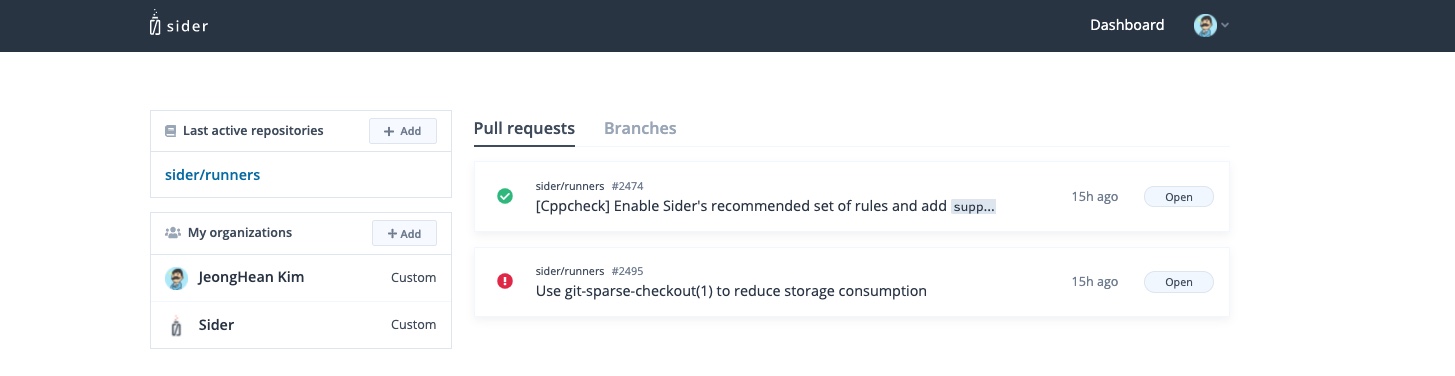 sider
Dashboard
Last active repositories
+ Add
sider/runners
My organizations
+ Add
JeongHean Kim Custom
Sider Custom
Pull requests Branches
sider/runners #2474
[Cppcheck] Enable Sider's recommended set of rules and add supp...
15h ago Open
sider/runners #2495
Use git-sparse-checkout(1) to reduce storage consumption
15h ago Open